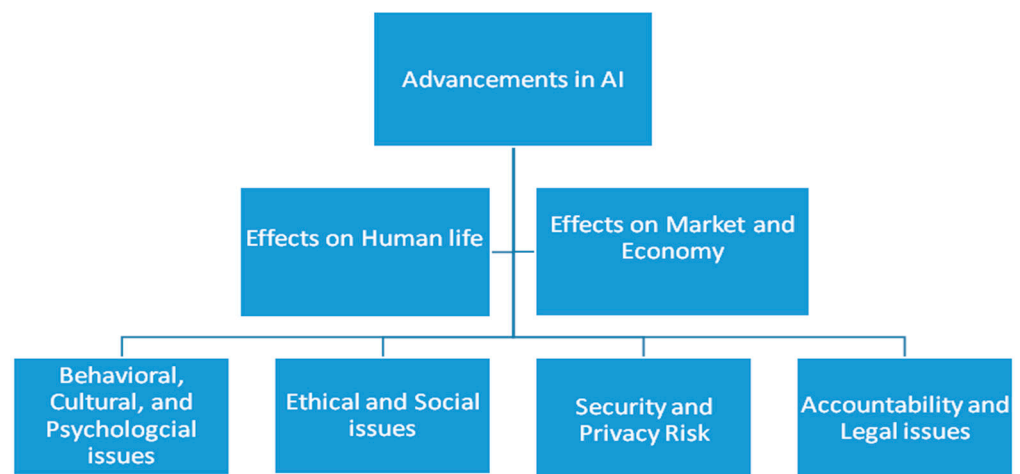 Advancements in AI
Effects on Human life
Effects on Market and
Economy
Behavioral,
Cultural, and
Psychologcial
issues
Ethical and Social
issues
Security and
Privacy Risk
Accountability and
Legal issues